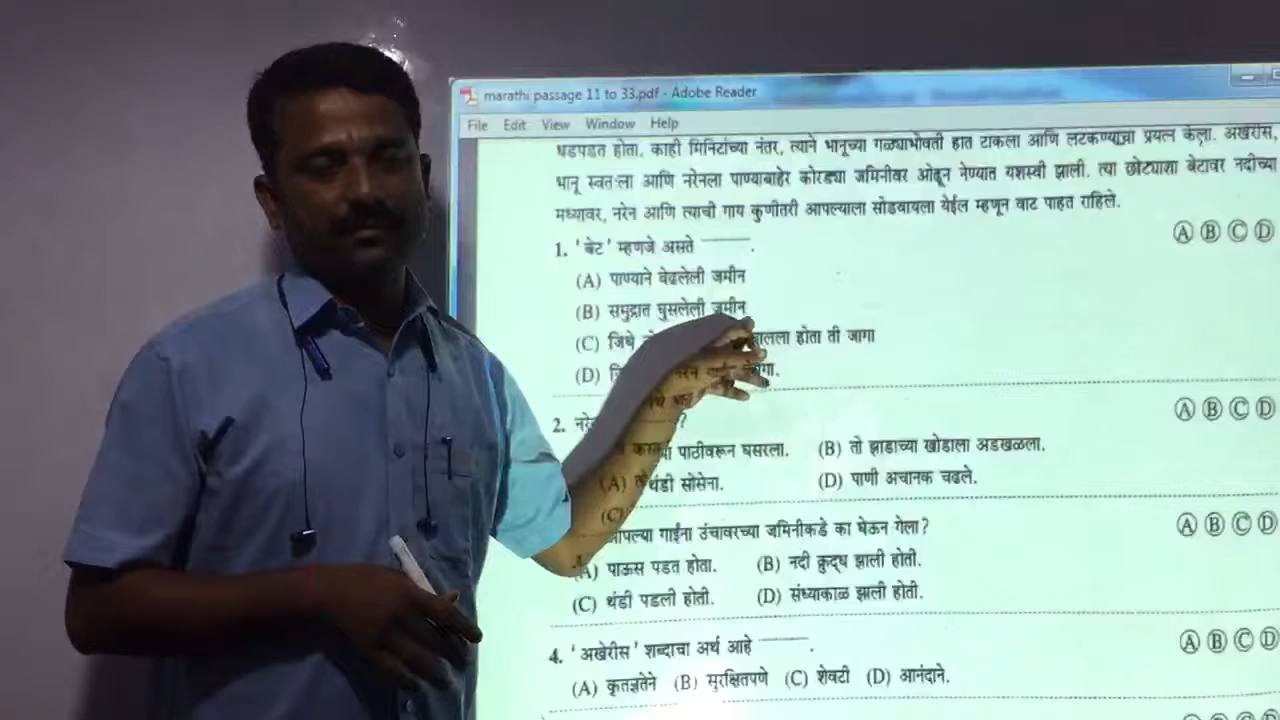 marathi passage 11 to 33.pdf - Adobe Reader
File Edit View Window Help
धडपडत होता. काही मिनिटांच्या नंतर, त्याने भानूच्या गळ्याभोवती हात टाकला आणि लटकण्याचा प्रयत्न केला. अखेरीस,
भानू स्वतःला आणि नरेनला पाण्याबाहेर कोरड्या जमिनीवर ओढून नेण्यात यशस्वी झाली. त्या छोट्याशा बेटावर नदीच्या
मध्यावर, नरेन आणि त्याची गाय कुणीतरी आपल्याला सोडवायला येईल म्हणून वाट पाहत राहिले.
1. 'बेट' म्हणजे असते ———. Ⓐ Ⓑ Ⓒ Ⓓ
(A) पाण्याने वेढलेली जमीन
(B) समुद्रात घुसलेली जमीन
(C) जिथे होता ती जागा
(D) नरेन
2. ? Ⓐ Ⓑ Ⓒ Ⓓ
पाठीवरून घसरला. (B) तो झाडाच्या खोडाला अडखळला.
(A) थंडी सोसेना. (D) पाणी अचानक चढले.
(C)
आपल्या गाईंना उंचावरच्या जमिनीकडे का घेऊन गेला? Ⓐ Ⓑ Ⓒ Ⓓ
(A) पाऊस पडत होता. (B) नदी क्रुद्ध झाली होती.
(C) थंडी पडली होती. (D) संध्याकाळ झाली होती.
4. 'अखेरीस' शब्दाचा अर्थ आहे ———. Ⓐ Ⓑ Ⓒ Ⓓ
(A) कृतज्ञतेने (B) सुरक्षितपणे (C) शेवटी (D) आनंदाने.